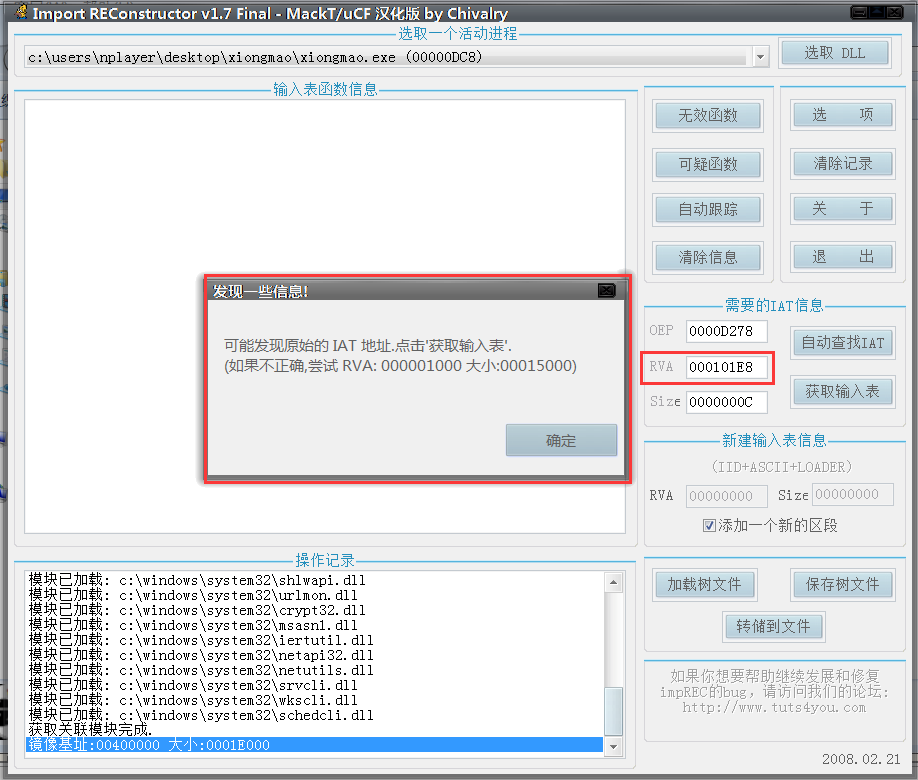 Import REConstructor v1.7 Final - MackT/uCF 汉化版 by Chivalry
选取一个活动进程
c:\users\nplayer\desktop\xiongmao\xiongmao.exe (00000DC8)
选取 DLL
输入表函数信息
无效函数
选 项
可疑函数
清除记录
自动跟踪
关 于
清除信息
退 出
发现一些信息!
可能发现原始的 IAT 地址.点击'获取输入表'.
(如果不正确,尝试 RVA: 000001000 大小:00015000)
确定
需要的IAT信息
OEP 0000D278
自动查找IAT
RVA 000101E8
获取输入表
Size 0000000C
新建输入表信息
(IID+ASCII+LOADER)
RVA 00000000 Size 00000000
添加一个新的区段
操作记录
模块已加载: c:\windows\system32\shlwapi.dll
模块已加载: c:\windows\system32\urlmon.dll
模块已加载: c:\windows\system32\crypt32.dll
模块已加载: c:\windows\system32\msasn1.dll
模块已加载: c:\windows\system32\iertutil.dll
模块已加载: c:\windows\system32\netapi32.dll
模块已加载: c:\windows\system32\netutils.dll
模块已加载: c:\windows\system32\srvcli.dll
模块已加载: c:\windows\system32\wkscli.dll
模块已加载: c:\windows\system32\schedcli.dll
获取关联模块完成.
镜像基址:00400000 大小:0001E000
加载树文件
保存树文件
转储到文件
如果你想要帮助继续发展和修复
impREC的bug，请访问我们的论坛:
http://www.tuts4you.com
2008.02.21